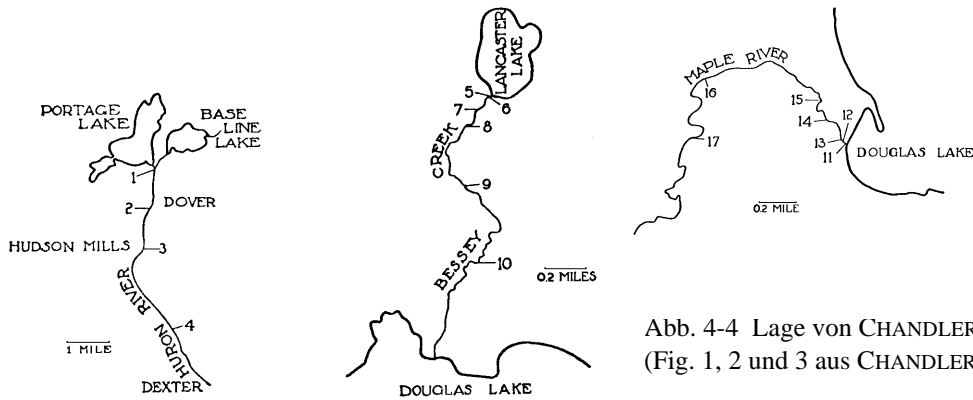 PORTAGE
LAKE
BASE
LINE
LAKE
1
2
DOVER
HUDSON MILLS
3
HURON RIVER
4
1 MILE
DEXTER
LANCASTER
LAKE
5
6
7
8
CREEK
9
BESSEY
10
0.2 MILES
DOUGLAS LAKE
MAPLE RIVER
16
15
14
12
13
11
17
DOUGLAS LAKE
0.2 MILE
Abb. 4-4 Lage von CHANDLER
(Fig. 1, 2 und 3 aus CHANDLER